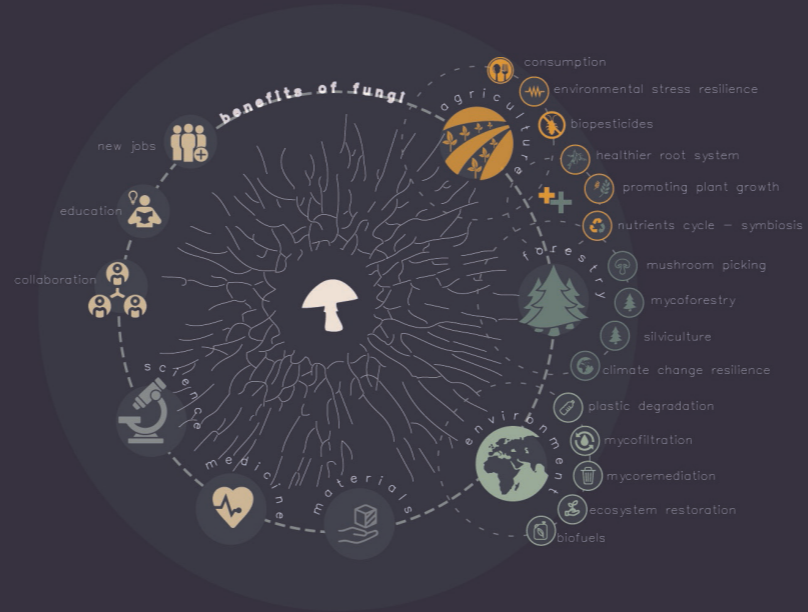 benefits of fungi
agriculture
consumption
environmental stress resilience
biopesticides
healthier root system
promoting plant growth
nutrients cycle – symbiosis
forestry
mushroom picking
mycoforestry
silviculture
climate change resilience
environment
plastic degradation
mycofiltration
mycoremediation
ecosystem restoration
biofuels
materials
medicine
science
collaboration
education
new jobs